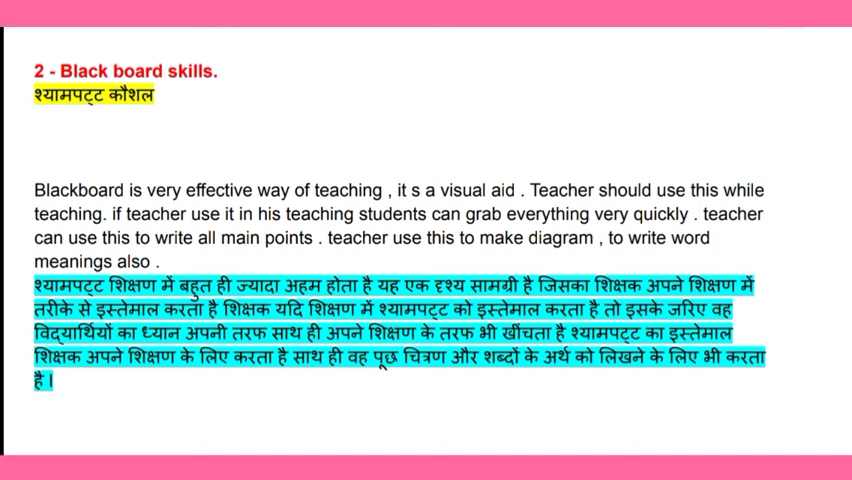 2 - Black board skills.
श्यामपट्ट कौशल
Blackboard is very effective way of teaching , it s a visual aid . Teacher should use this while
teaching. if teacher use it in his teaching students can grab everything very quickly . teacher
can use this to write all main points . teacher use this to make diagram , to write word
meanings also .
श्यामपट्ट शिक्षण में बहुत ही ज्यादा अहम होता है यह एक दृश्य सामग्री है जिसका शिक्षक अपने शिक्षण में
तरीके से इस्तेमाल करता है शिक्षक यदि शिक्षण में श्यामपट्ट को इस्तेमाल करता है तो इसके जरिए वह
विद्यार्थियों का ध्यान अपनी तरफ साथ ही अपने शिक्षण के तरफ भी खींचता है श्यामपट्ट का इस्तेमाल
शिक्षक अपने शिक्षण के लिए करता है साथ ही वह पूछ चित्रण और शब्दों के अर्थ को लिखने के लिए भी करता
है।